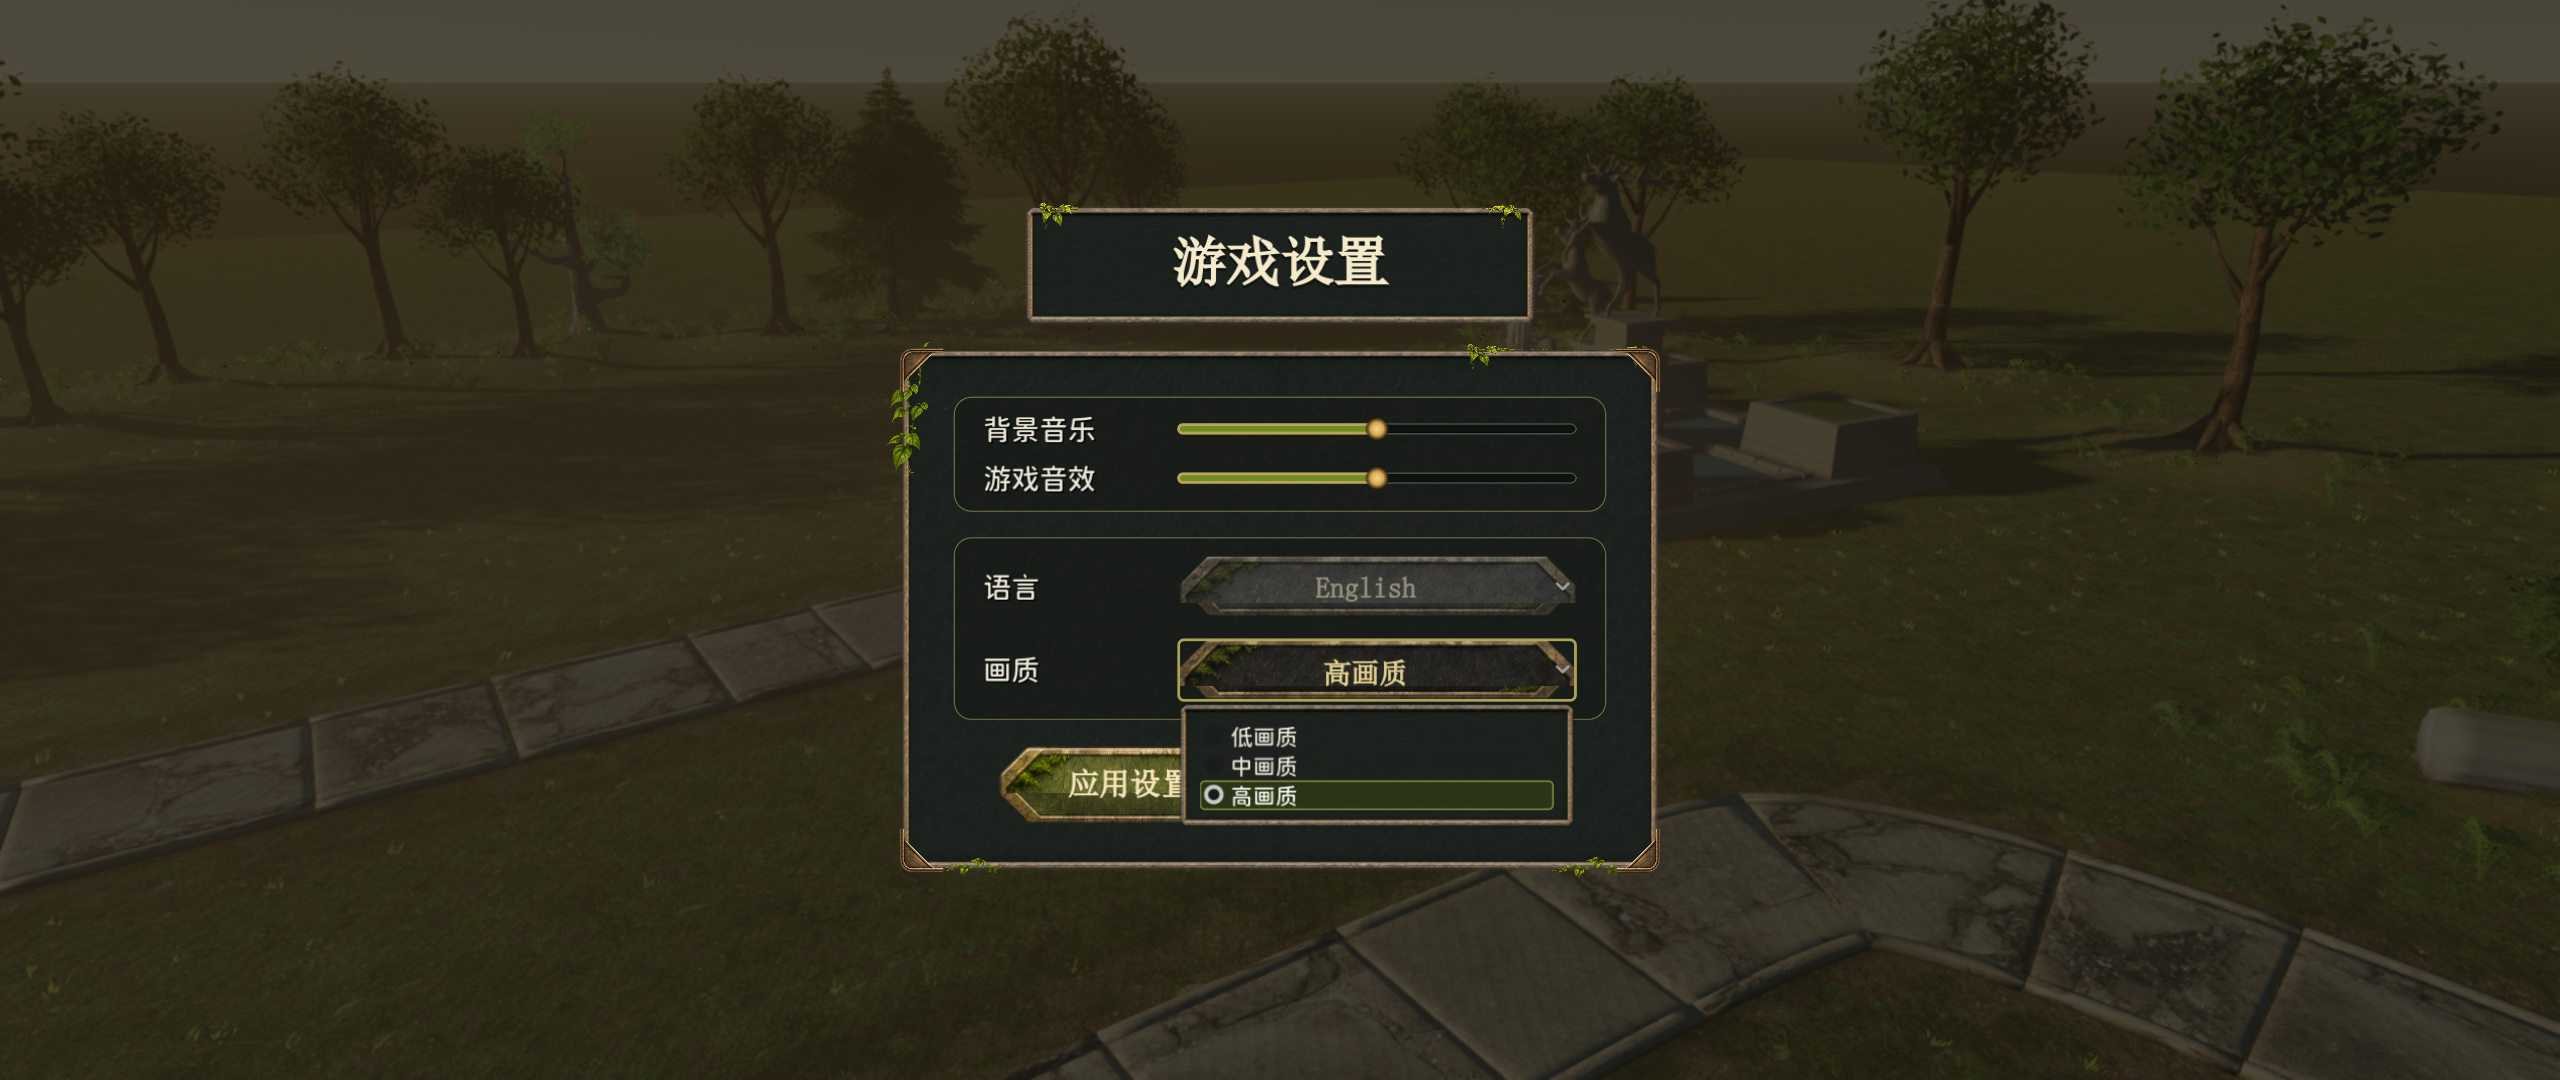 游戏设置
背景音乐
游戏音效
语言 English
画质 高画质
低画质
中画质
高画质
应用设置